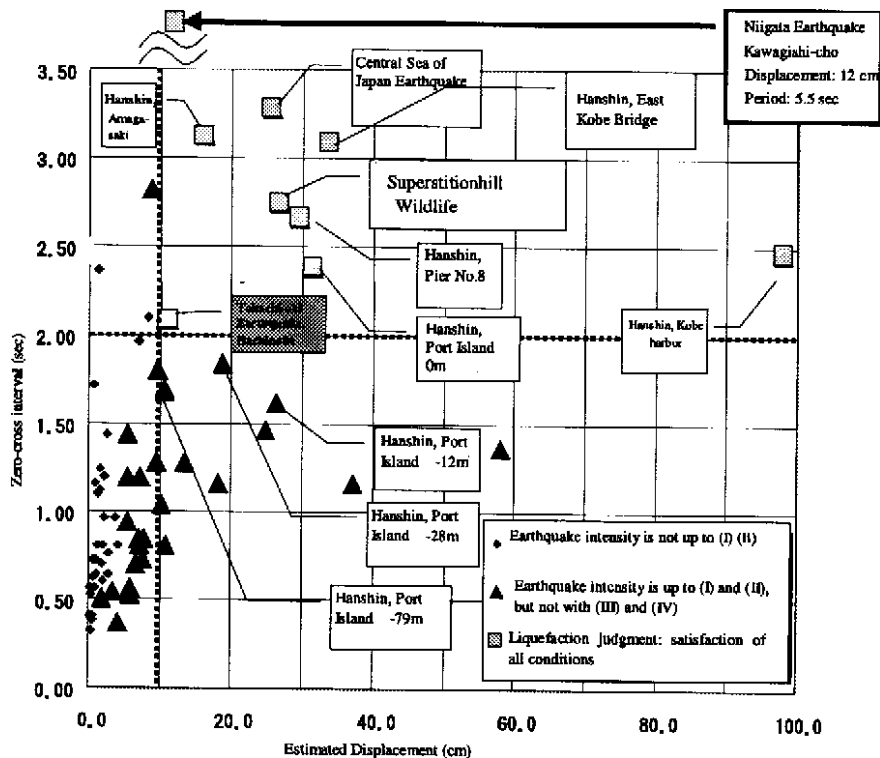 Niigata Earthquake
Kawagishi-cho
Displacement: 12 cm
Period: 5.5 sec
3.50
3.00
2.50
2.00
1.50
1.00
0.50
0.00
Zero-cross interval (sec)
Hanshin,
Amaga-
saki
Central Sea of
Japan Earthquake
Hanshin, East
Kobe Bridge
Superstitionhill
Wildlife
Hanshin,
Pier No.8
Hanshin,
Port Island
0m
Hanshin, Kobe
harbur
Hanshin, Port
Island -12m
Hanshin, Port
Island -28m
Hanshin, Port
Island -79m
Earthquake intensity is not up to (I) (II)
Earthquake intensity is up to (I) and (II),
but not with (III) and (IV)
Liquefaction Judgment: satisfaction of
all conditions
0.0
20.0
40.0
60.0
80.0
100.0
Estimated Displacement (cm)